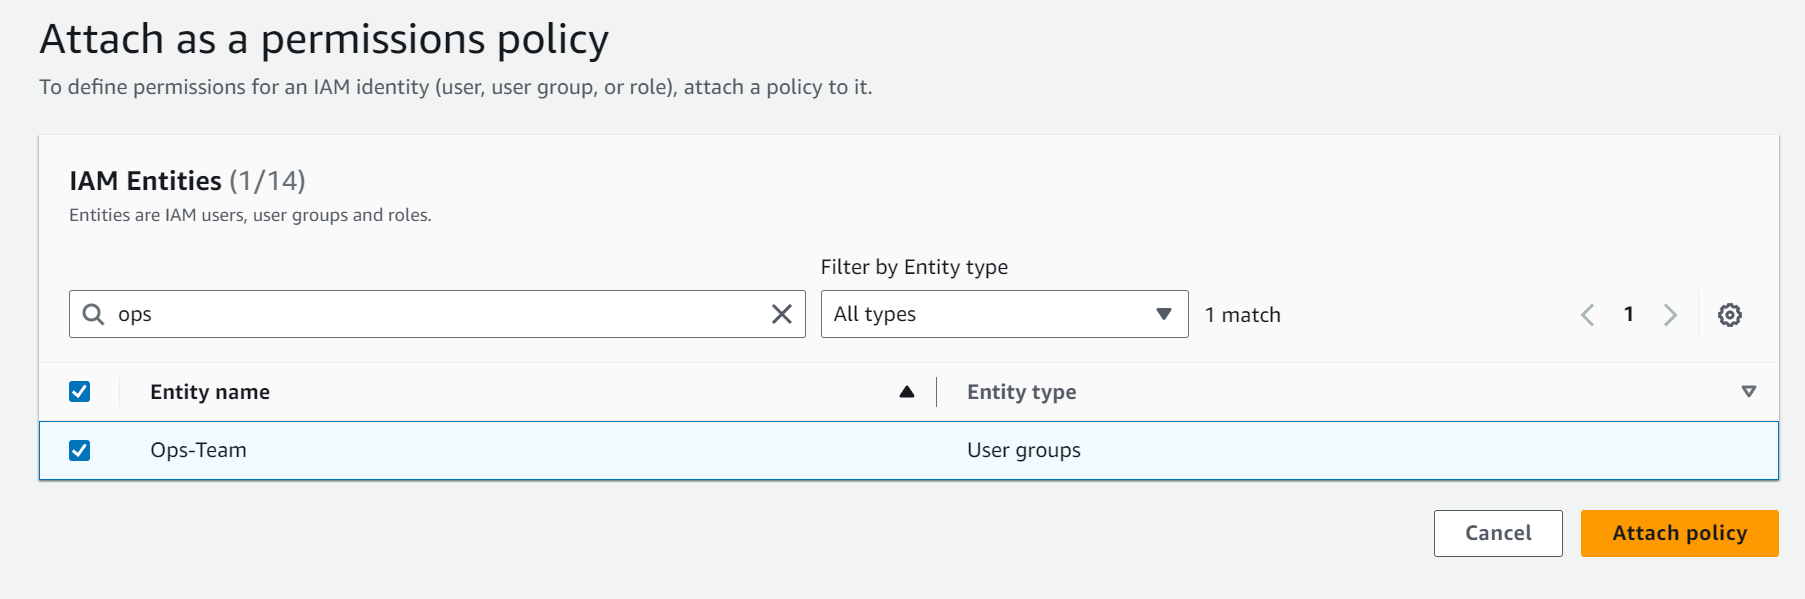 Attach as a permissions policy
To define permissions for an IAM identity (user, user group, or role), attach a policy to it.
IAM Entities (1/14)
Entities are IAM users, user groups and roles.
Filter by Entity type
ops All types 1 match 1
Entity name Entity type
Ops-Team User groups
Cancel Attach policy